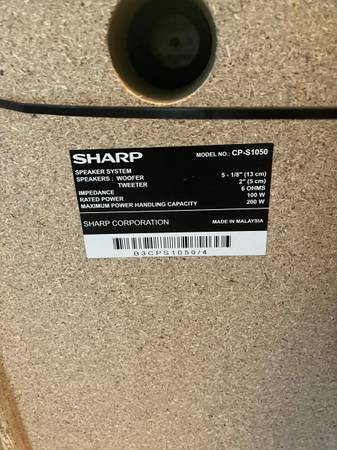 SHARP MODEL NO.: CP-S1050
SPEAKER SYSTEM 5 - 1/8" (13 cm)
SPEAKERS : WOOFER 2" (5 cm)
TWEETER 6 OHMS
IMPEDANCE 100 W
RATED POWER 200 W
MAXIMUM POWER HANDLING CAPACITY
SHARP CORPORATION MADE IN MALAYSIA
B3CPS1050/4